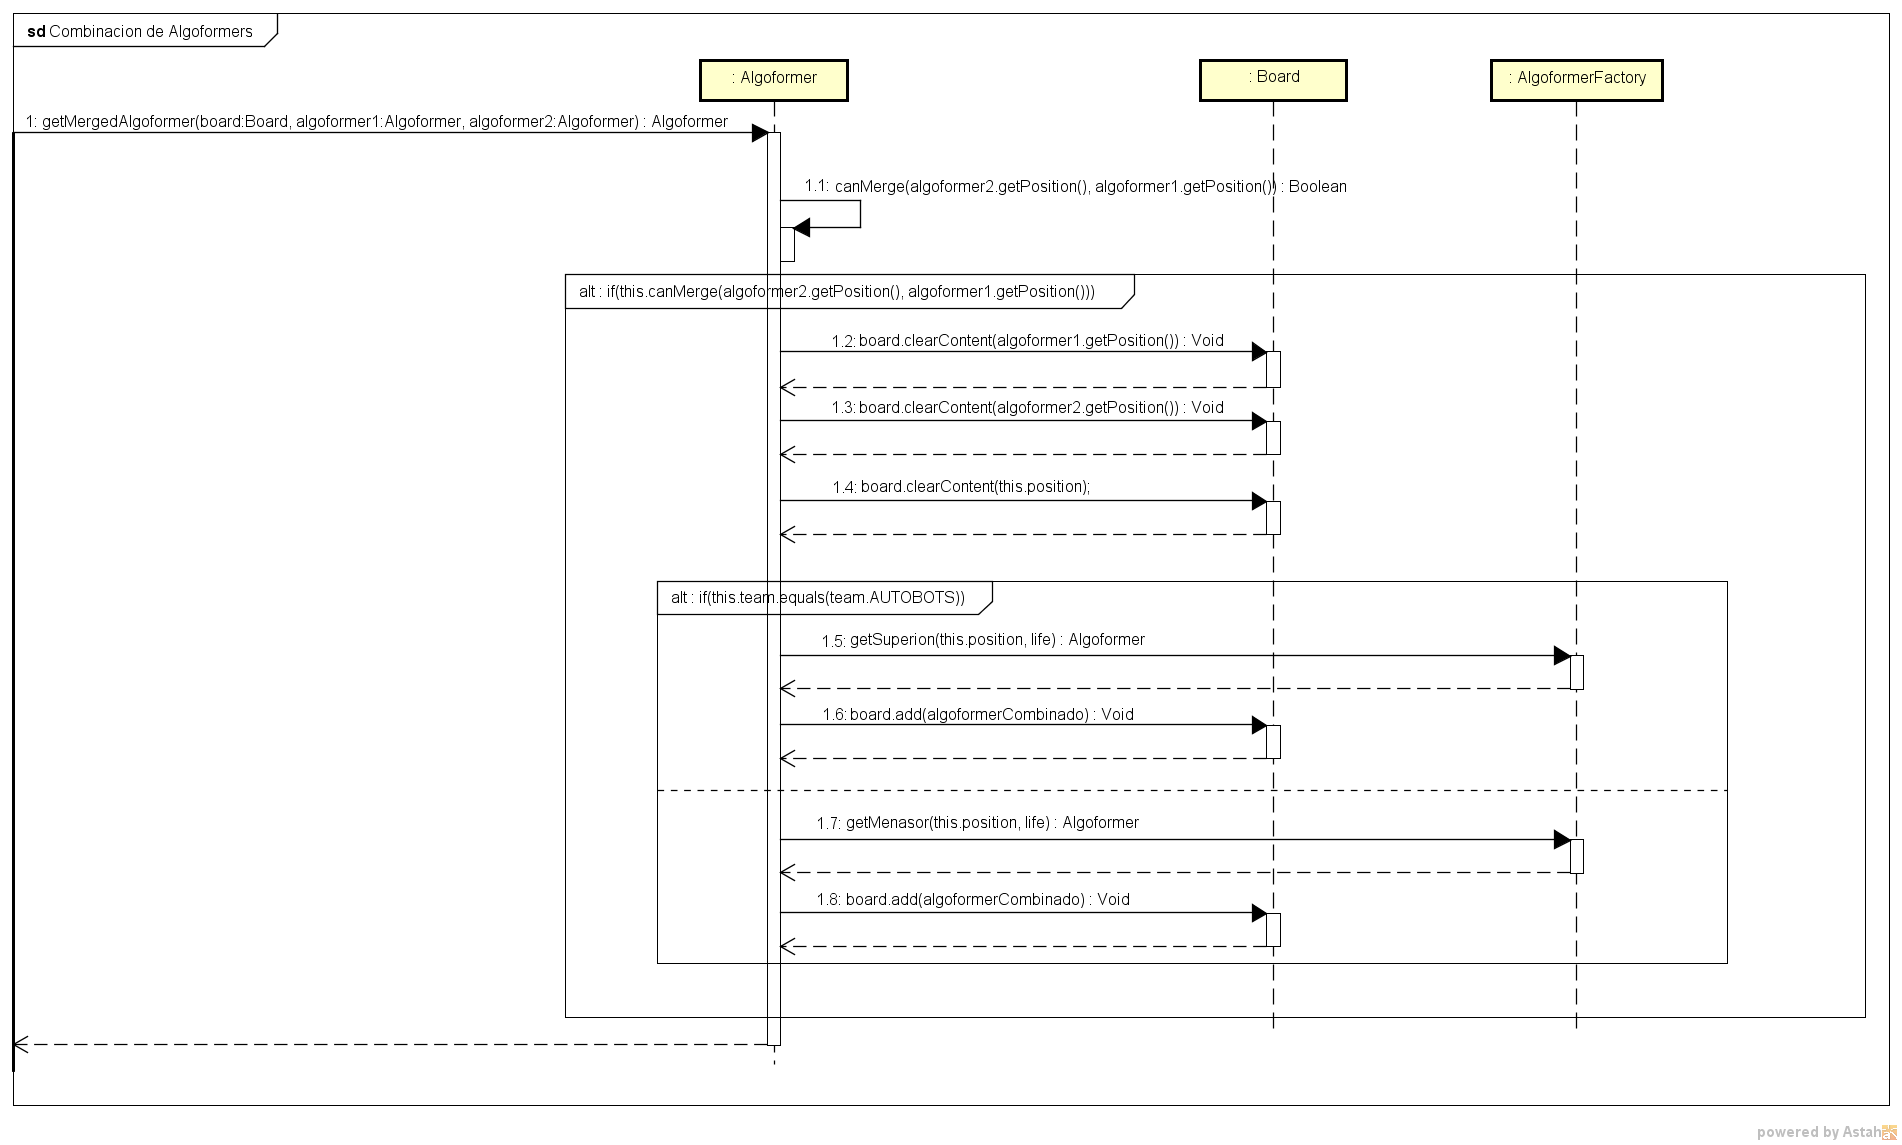 sd Combinacion de Algoformers
: Algoformer
: Board
: AlgoformerFactory
1: getMergedAlgoformer(board:Board, algoformer1:Algoformer, algoformer2:Algoformer) : Algoformer
1.1: canMerge(algoformer2.getPosition(), algoformer1.getPosition()) : Boolean
alt : if(this.canMerge(algoformer2.getPosition(), algoformer1.getPosition()))
1.2: board.clearContent(algoformer1.getPosition()) : Void
1.3: board.clearContent(algoformer2.getPosition()) : Void
1.4: board.clearContent(this.position);
alt : if(this.team.equals(team.AUTOBOTS))
1.5: getSuperion(this.position, life) : Algoformer
1.6: board.add(algoformerCombinado) : Void
1.7: getMenasor(this.position, life) : Algoformer
1.8: board.add(algoformerCombinado) : Void
powered by Astah